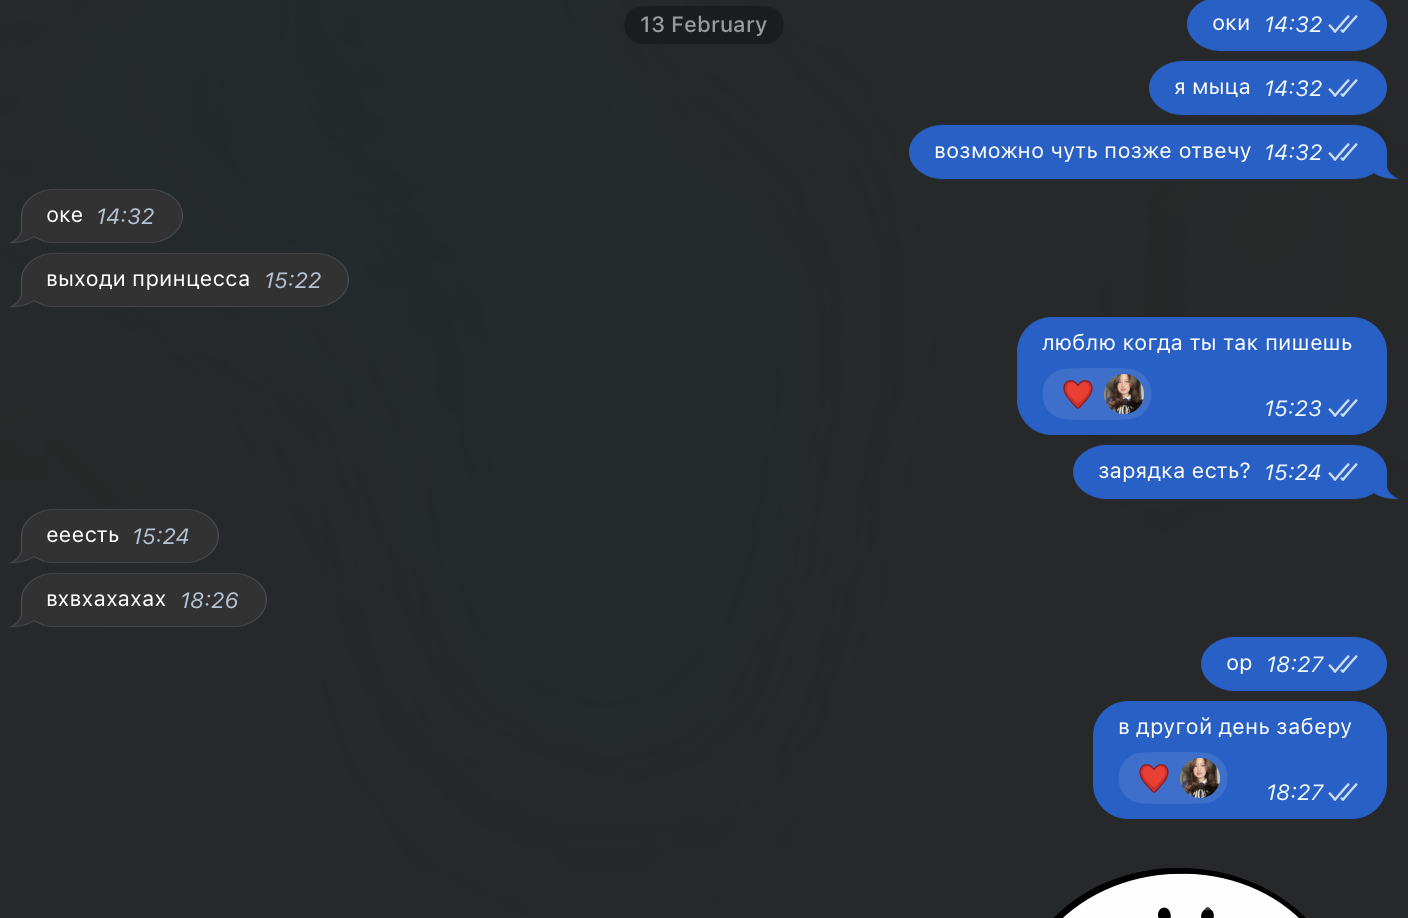 13 February
оки 14:32
я мыца 14:32
возможно чуть позже отвечу 14:32
оке 14:32
выходи принцесса 15:22
люблю когда ты так пишешь
15:23
зарядка есть? 15:24
ееесть 15:24
вхвхахахах 18:26
ор 18:27
в другой день заберу
18:27